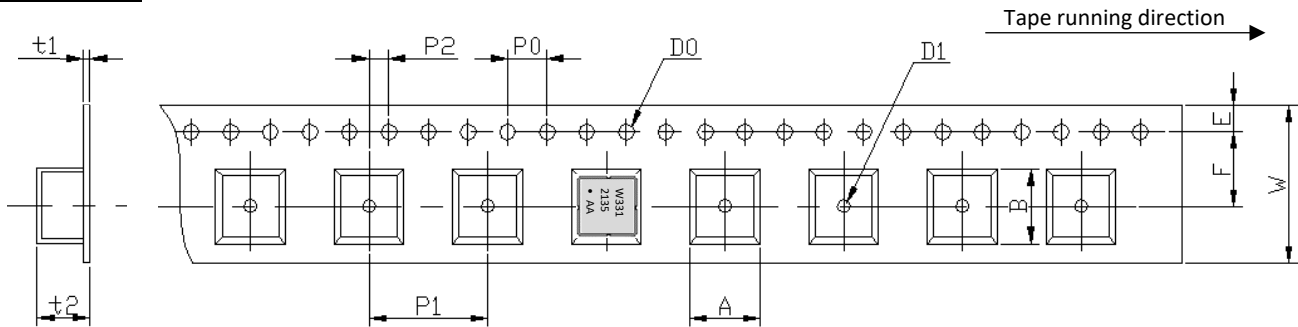 Tape running direction
t1
P2
P0
D0
D1
E
F
W
B
W331
2135
• AA
t2
P1
A